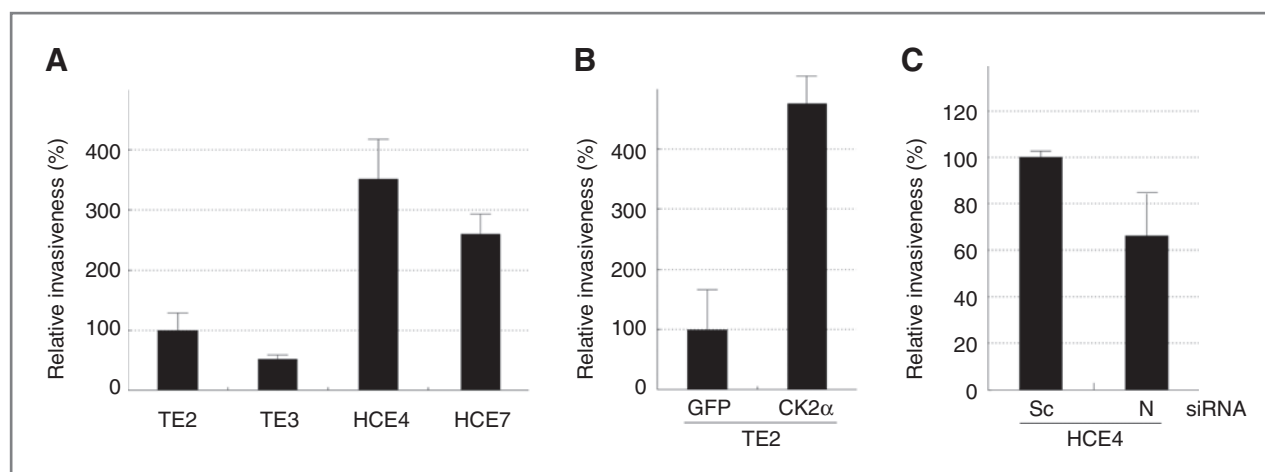 A
Relative invasiveness (%)
400
300
200
100
0
TE2 TE3 HCE4 HCE7
B
Relative invasiveness (%)
400
300
200
100
0
GFP CK2α
TE2
C
Relative invasiveness (%)
120
100
80
60
40
20
0
Sc N siRNA
HCE4